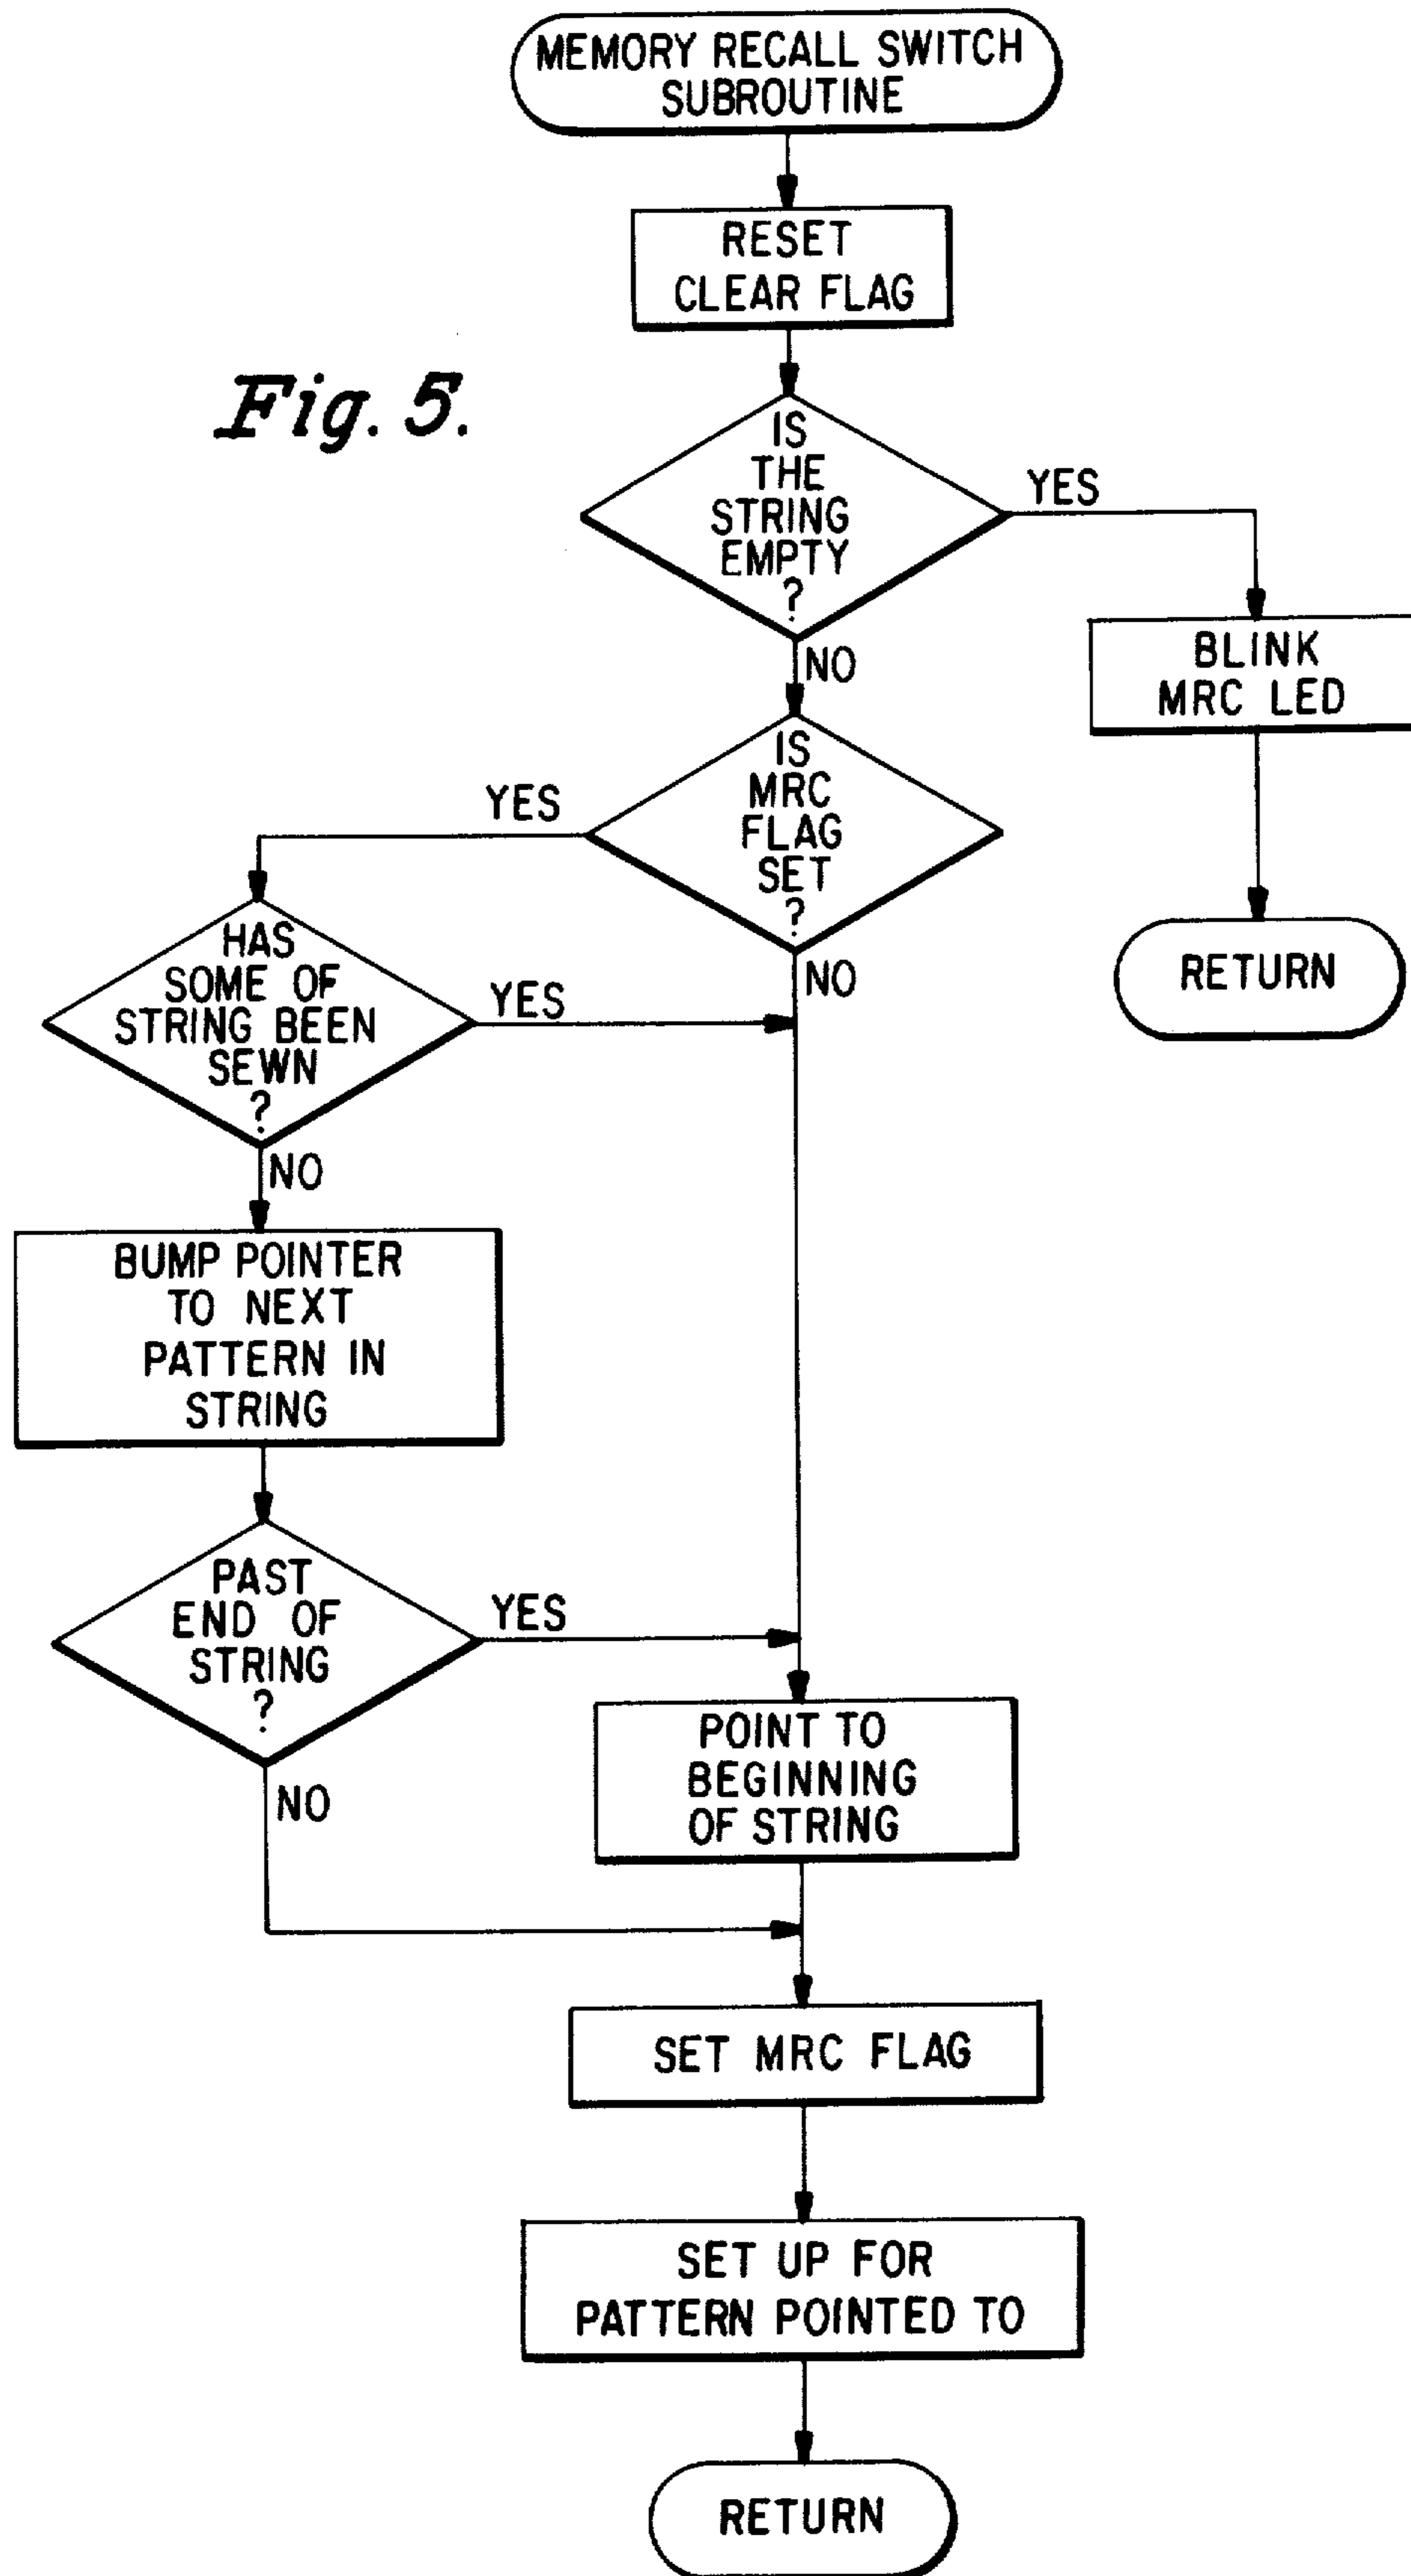 MEMORY RECALL SWITCH
SUBROUTINE
RESET
CLEAR FLAG
Fig. 5.
IS
THE
STRING
EMPTY
?
YES
NO
BLINK
MRC LED
RETURN
IS
MRC
FLAG
SET
?
YES
NO
HAS
SOME OF
STRING BEEN
SEWN
?
YES
NO
BUMP POINTER
TO NEXT
PATTERN IN
STRING
PAST
END OF
STRING
?
YES
NO
POINT TO
BEGINNING
OF STRING
SET MRC FLAG
SET UP FOR
PATTERN POINTED TO
RETURN